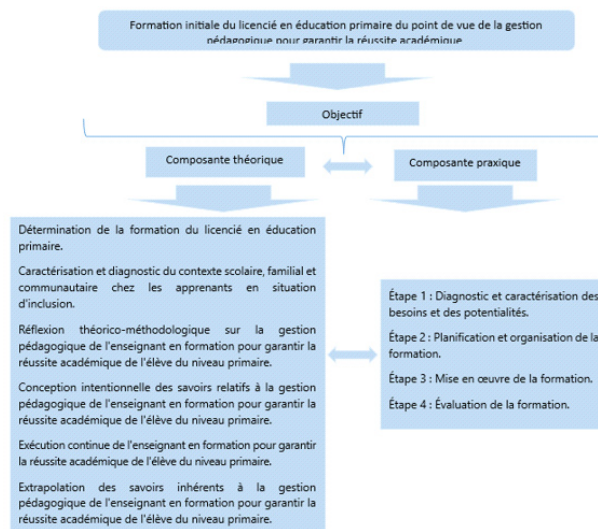 Formation initiale du licencié en éducation primaire du point de vue de la gestion
pédagogique pour garantir la réussite académique
Objectif
Composante théorique
Composante praxique
Détermination de la formation du licencié en éducation
primaire.
Caractérisation et diagnostic du contexte scolaire, familial et
communautaire chez les apprenants en situation
d'inclusion.
Réflexion théorico-méthodologique sur la gestion
pédagogique de l'enseignant en formation pour garantir la
réussite académique de l'élève du niveau primaire.
Conception intentionnelle des savoirs relatifs à la gestion
pédagogique de l'enseignant en formation pour garantir la
réussite académique de l'élève du niveau primaire.
Exécution continue de l'enseignant en formation pour garantir
la réussite académique de l'élève du niveau primaire.
Extrapolation des savoirs inhérents à la gestion
pédagogique de l'enseignant en formation pour garantir la
réussite académique de l'élève du niveau primaire.
Étape 1 : Diagnostic et caractérisation des
besoins et des potentialités.
Étape 2 : Planification et organisation de la
formation.
Étape 3 : Mise en œuvre de la formation.
Étape 4 : Évaluation de la formation.